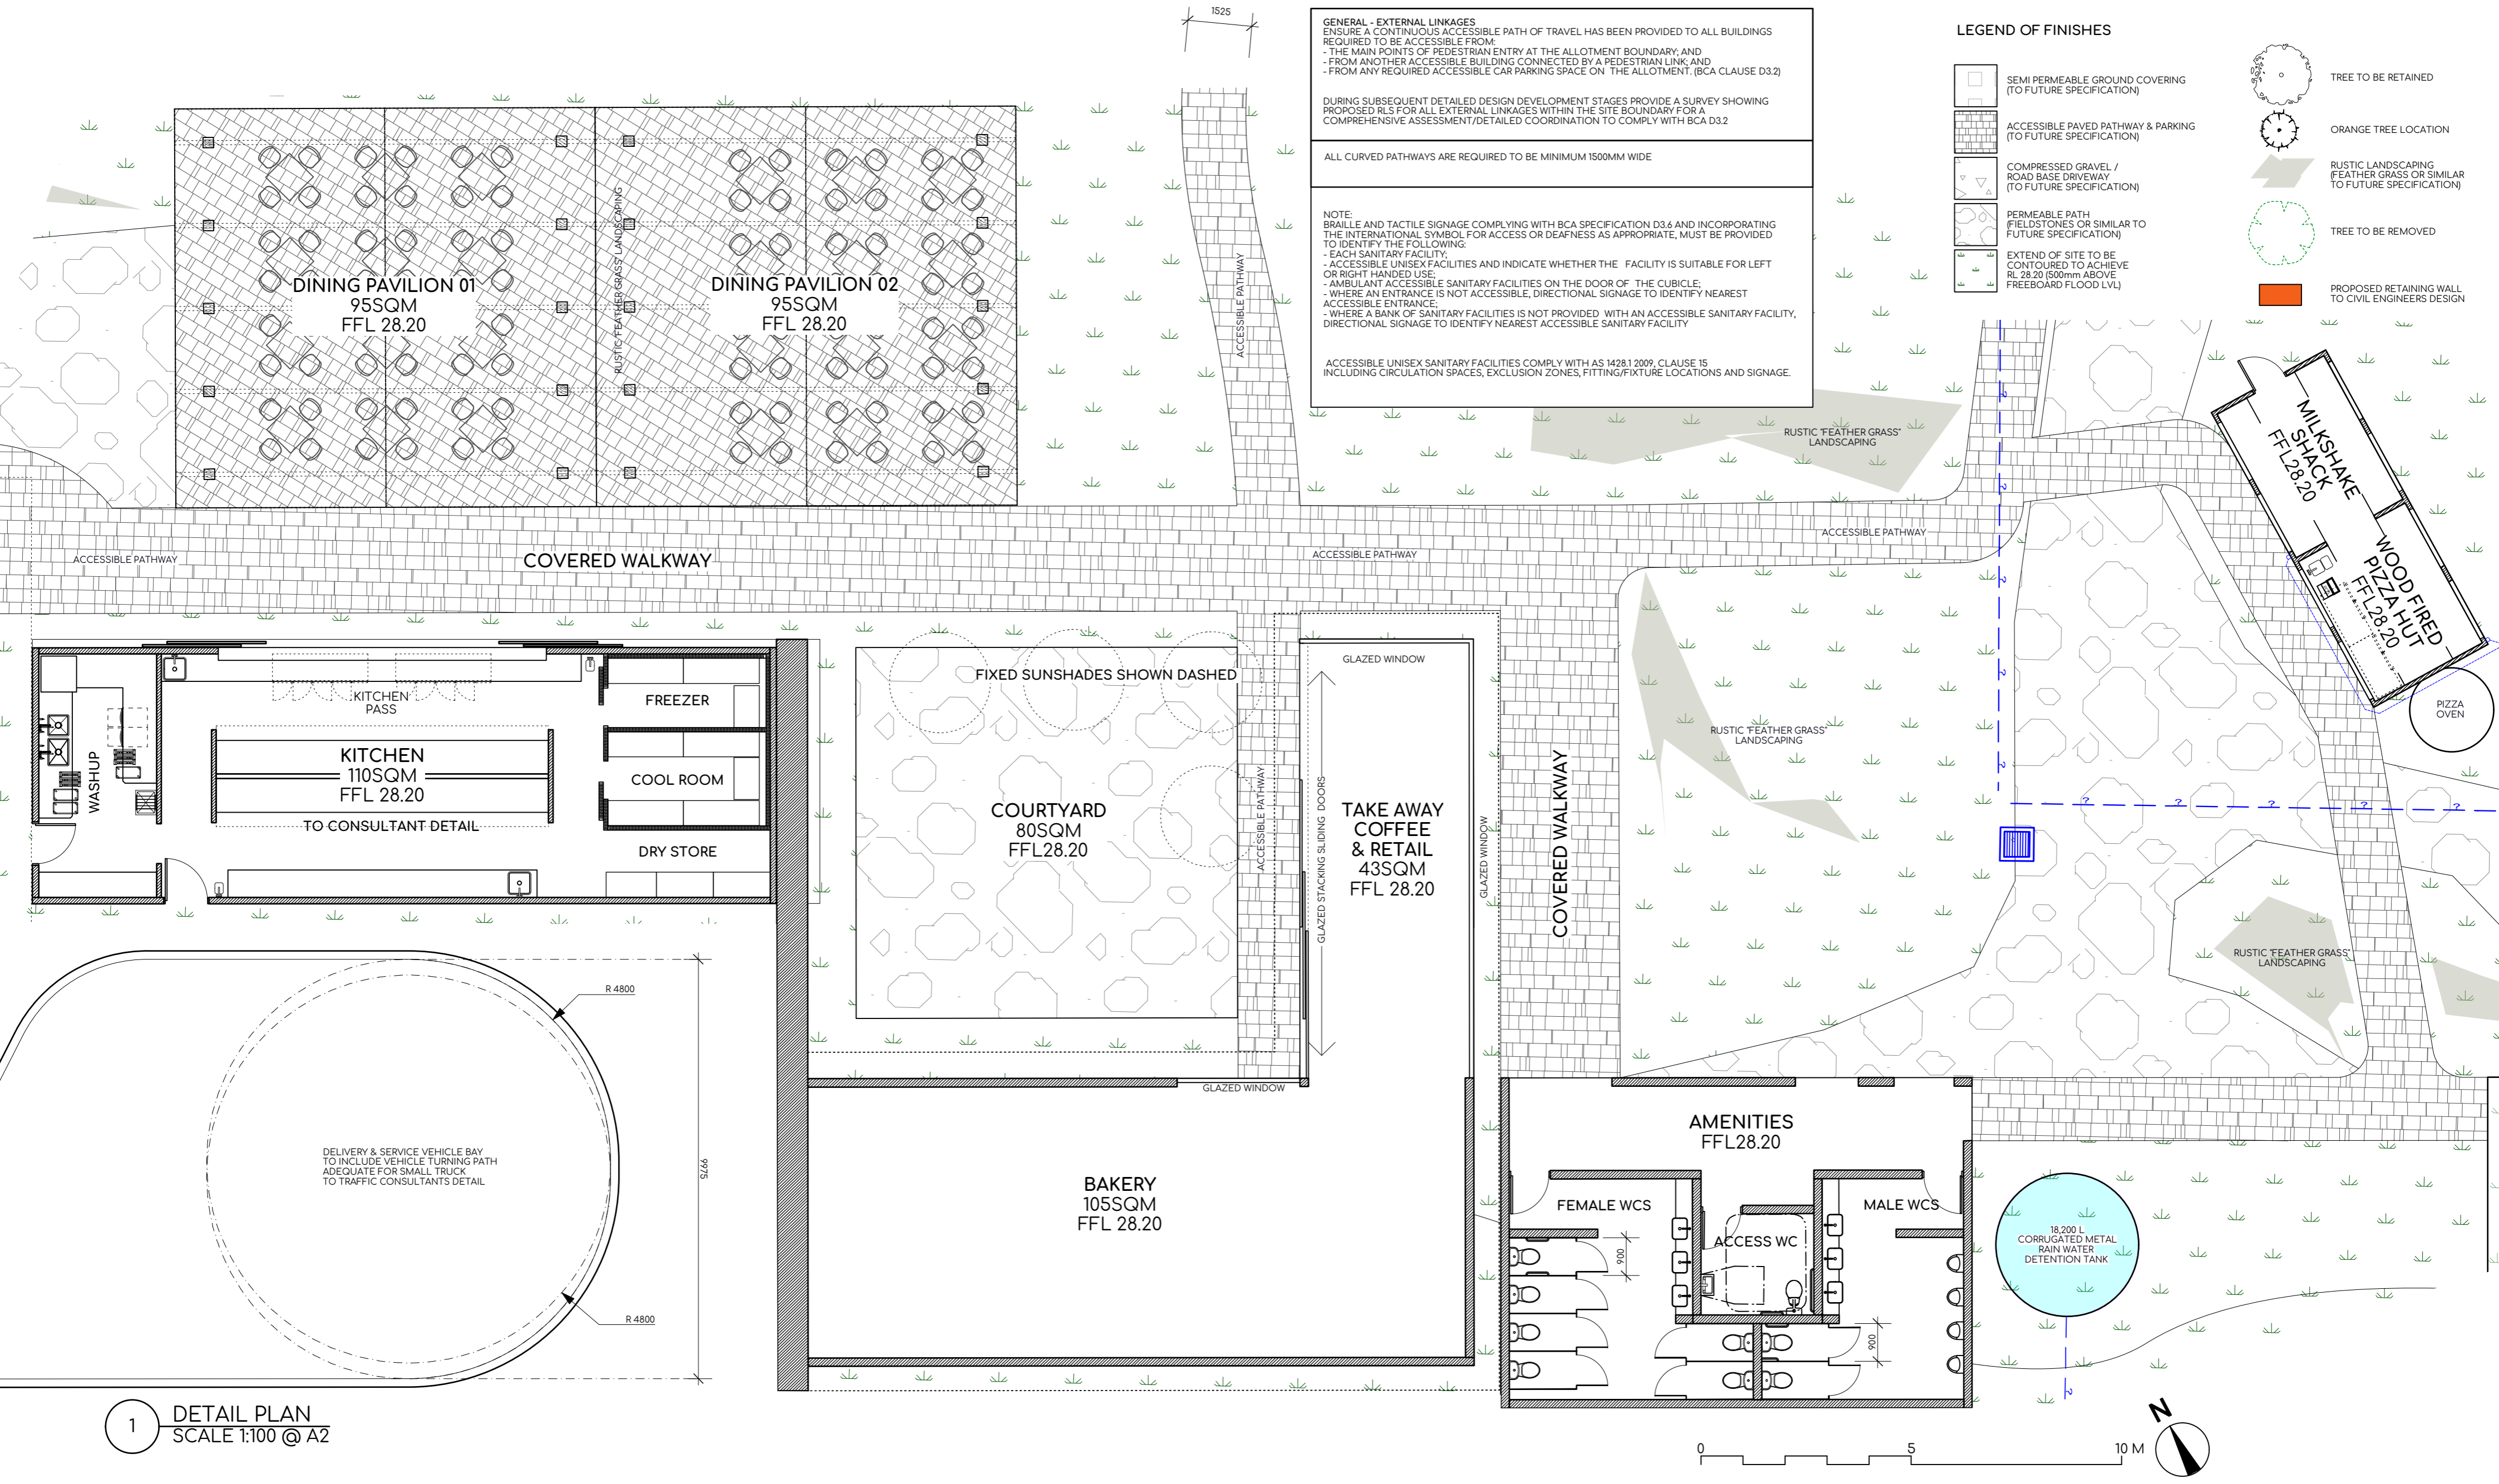 1525
GENERAL - EXTERNAL LINKAGES
ENSURE A CONTINUOUS ACCESSIBLE PATH OF TRAVEL HAS BEEN PROVIDED TO ALL BUILDINGS
REQUIRED TO BE ACCESSIBLE FROM:
- THE MAIN POINTS OF PEDESTRIAN ENTRY AT THE ALLOTMENT BOUNDARY; AND
- FROM ANOTHER ACCESSIBLE BUILDING CONNECTED BY A PEDESTRIAN LINK; AND
- FROM ANY REQUIRED ACCESSIBLE CAR PARKING SPACE ON THE ALLOTMENT. (BCA CLAUSE D3.2)
DURING SUBSEQUENT DETAILED DESIGN DEVELOPMENT STAGES PROVIDE A SURVEY SHOWING
PROPOSED RLS FOR ALL EXTERNAL LINKAGES WITHIN THE SITE BOUNDARY FOR A
COMPREHENSIVE ASSESSMENT/DETAILED COORDINATION TO COMPLY WITH BCA D3.2
ALL CURVED PATHWAYS ARE REQUIRED TO BE MINIMUM 1500MM WIDE
NOTE:
BRAILLE AND TACTILE SIGNAGE COMPLYING WITH BCA SPECIFICATION D3.6 AND INCORPORATING
THE INTERNATIONAL SYMBOL FOR ACCESS OR DEAFNESS AS APPROPRIATE, MUST BE PROVIDED
TO IDENTIFY THE FOLLOWING:
- EACH SANITARY FACILITY;
- ACCESSIBLE UNISEX FACILITIES AND INDICATE WHETHER THE FACILITY IS SUITABLE FOR LEFT
OR RIGHT HANDED USE;
- AMBULANT ACCESSIBLE SANITARY FACILITIES ON THE DOOR OF THE CUBICLE;
- WHERE AN ENTRANCE IS NOT ACCESSIBLE, DIRECTIONAL SIGNAGE TO IDENTIFY NEAREST
ACCESSIBLE ENTRANCE;
- WHERE A BANK OF SANITARY FACILITIES IS NOT PROVIDED WITH AN ACCESSIBLE SANITARY FACILITY,
DIRECTIONAL SIGNAGE TO IDENTIFY NEAREST ACCESSIBLE SANITARY FACILITY
ACCESSIBLE UNISEX SANITARY FACILITIES COMPLY WITH AS 1428.1 2009, CLAUSE 15
INCLUDING CIRCULATION SPACES, EXCLUSION ZONES, FITTING/FIXTURE LOCATIONS AND SIGNAGE.
LEGEND OF FINISHES
SEMI PERMEABLE GROUND COVERING
(TO FUTURE SPECIFICATION)
ACCESSIBLE PAVED PATHWAY & PARKING
(TO FUTURE SPECIFICATION)
COMPRESSED GRAVEL /
ROAD BASE DRIVEWAY
(TO FUTURE SPECIFICATION)
PERMEABLE PATH
(FIELDSTONES OR SIMILAR TO
FUTURE SPECIFICATION)
EXTEND OF SITE TO BE
CONTOURED TO ACHIEVE
RL 28.20 (500mm ABOVE
FREEBOARD FLOOD LVL)
TREE TO BE RETAINED
ORANGE TREE LOCATION
RUSTIC LANDSCAPING
(FEATHER GRASS OR SIMILAR
TO FUTURE SPECIFICATION)
TREE TO BE REMOVED
PROPOSED RETAINING WALL
TO CIVIL ENGINEERS DESIGN
DINING PAVILION 01
95SQM
FFL 28.20
RUSTIC "FEATHER GRASS" LANDSCAPING
DINING PAVILION 02
95SQM
FFL 28.20
ACCESSIBLE PATHWAY
RUSTIC "FEATHER GRASS"
LANDSCAPING
MILKSHAKE
SHACK
FFL28.20
WOOD FIRED
PIZZA HUT
FFL28.20
PIZZA
OVEN
ACCESSIBLE PATHWAY
COVERED WALKWAY
ACCESSIBLE PATHWAY
ACCESSIBLE PATHWAY
WASHUP
KITCHEN
PASS
KITCHEN
110SQM
FFL 28.20
TO CONSULTANT DETAIL
FREEZER
COOL ROOM
DRY STORE
FIXED SUNSHADES SHOWN DASHED
COURTYARD
80SQM
FFL28.20
ACCESSIBLE PATHWAY
GLAZED WINDOW
GLAZED STACKING SLIDING DOORS
TAKE AWAY
COFFEE
& RETAIL
43SQM
FFL 28.20
GLAZED WINDOW
COVERED WALKWAY
RUSTIC "FEATHER GRASS"
LANDSCAPING
RUSTIC "FEATHER GRASS"
LANDSCAPING
? ? ? ? ?
R 4800
9975
R 4800
DELIVERY & SERVICE VEHICLE BAY
TO INCLUDE VEHICLE TURNING PATH
ADEQUATE FOR SMALL TRUCK
TO TRAFFIC CONSULTANTS DETAIL
GLAZED WINDOW
BAKERY
105SQM
FFL 28.20
AMENITIES
FFL28.20
FEMALE WCS
900
ACCESS WC
MALE WCS
900
18,200 L
CORRUGATED METAL
RAIN WATER
DETENTION TANK
1
DETAIL PLAN
SCALE 1:100 @ A2
0 5 10 M
N